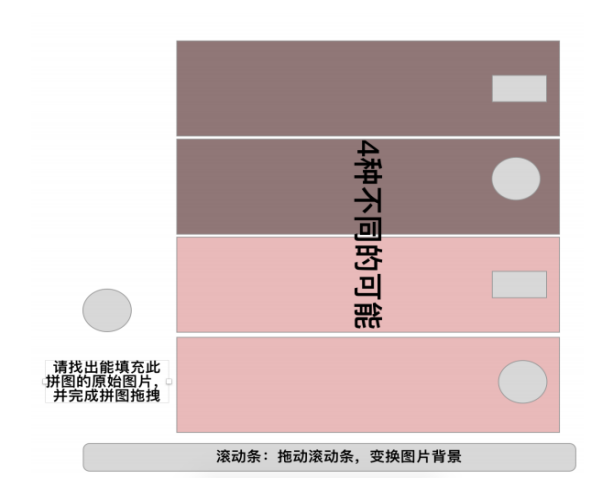 4种不同的可能
请找出能填充此
拼图的原始图片，
并完成拼图拖拽
滚动条：拖动滚动条，变换图片背景